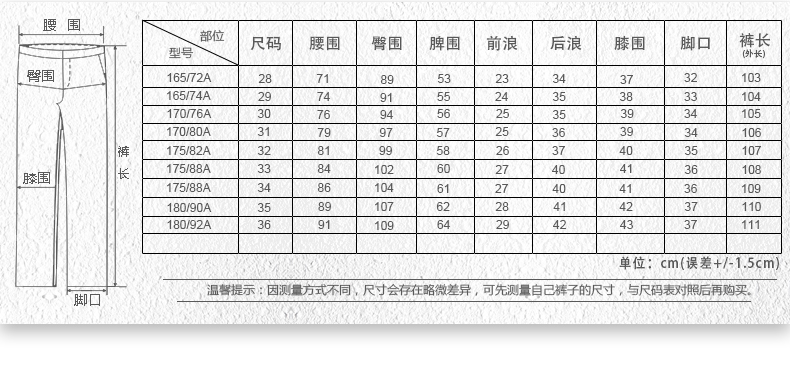 腰 围
臀围
膝围
裤
长
脚口
部位
型号
尺码 腰围 臀围 脾围 前浪 后浪 膝围 脚口 裤长(外长)
165/72A 28 71 89 53 23 34 37 32 103
165/74A 29 74 91 55 24 35 38 33 104
170/76A 30 76 94 56 25 35 39 34 105
170/80A 31 79 97 57 25 36 39 34 106
175/82A 32 81 99 58 26 37 40 35 107
175/88A 33 84 102 60 27 40 41 36 108
175/88A 34 86 104 61 27 40 41 36 109
180/90A 35 89 107 62 28 41 42 37 110
180/92A 36 91 109 64 29 42 43 37 111
单位：cm(误差+/-1.5cm)
温馨提示：因测量方式不同，尺寸会存在略微差异，可先测量自己裤子的尺寸，与尺码表对照后再购买。